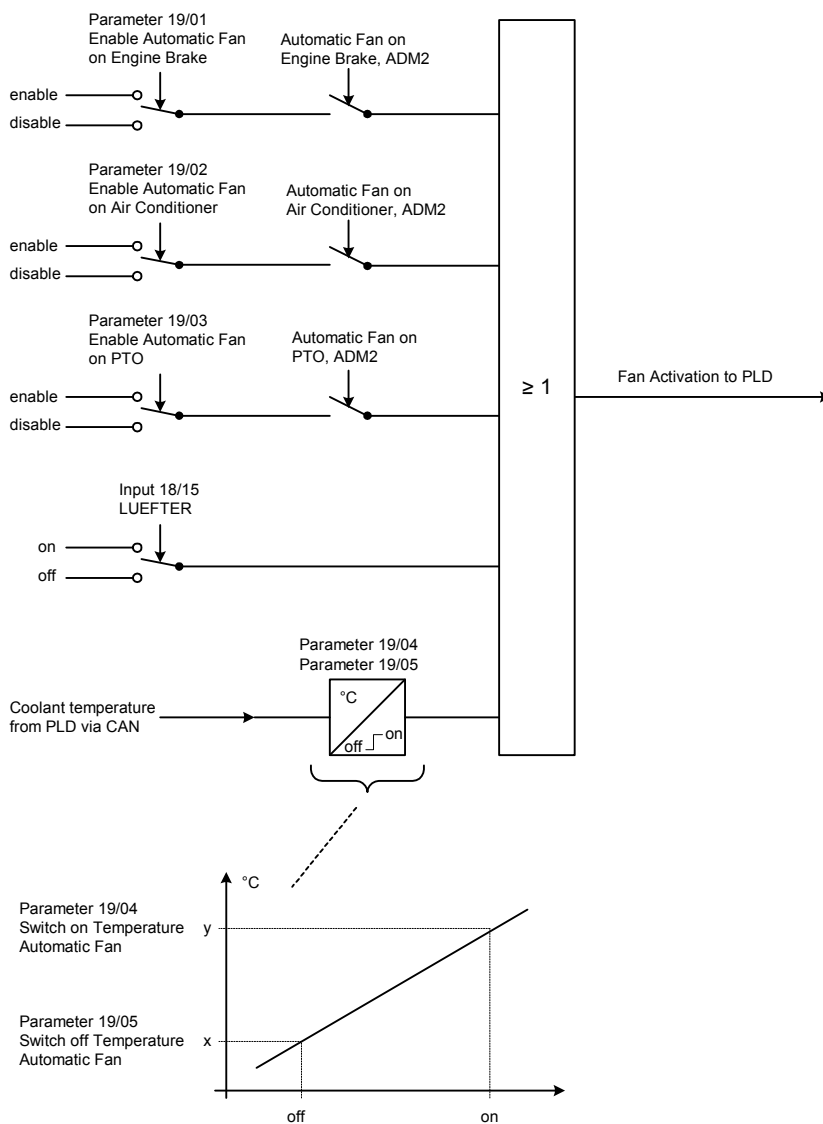 Parameter 19/01
Enable Automatic Fan
on Engine Brake
Automatic Fan on
Engine Brake, ADM2
enable
disable
Parameter 19/02
Enable Automatic Fan
on Air Conditioner
Automatic Fan on
Air Conditioner, ADM2
enable
disable
Parameter 19/03
Enable Automatic Fan
on PTO
Automatic Fan on
PTO, ADM2
enable
disable
≥ 1
Fan Activation to PLD
Input 18/15
LUEFTER
on
off
Parameter 19/04
Parameter 19/05
Coolant temperature
from PLD via CAN
°C
off on
°C
Parameter 19/04
Switch on Temperature
Automatic Fan
y
Parameter 19/05
Switch off Temperature
Automatic Fan
x
off on